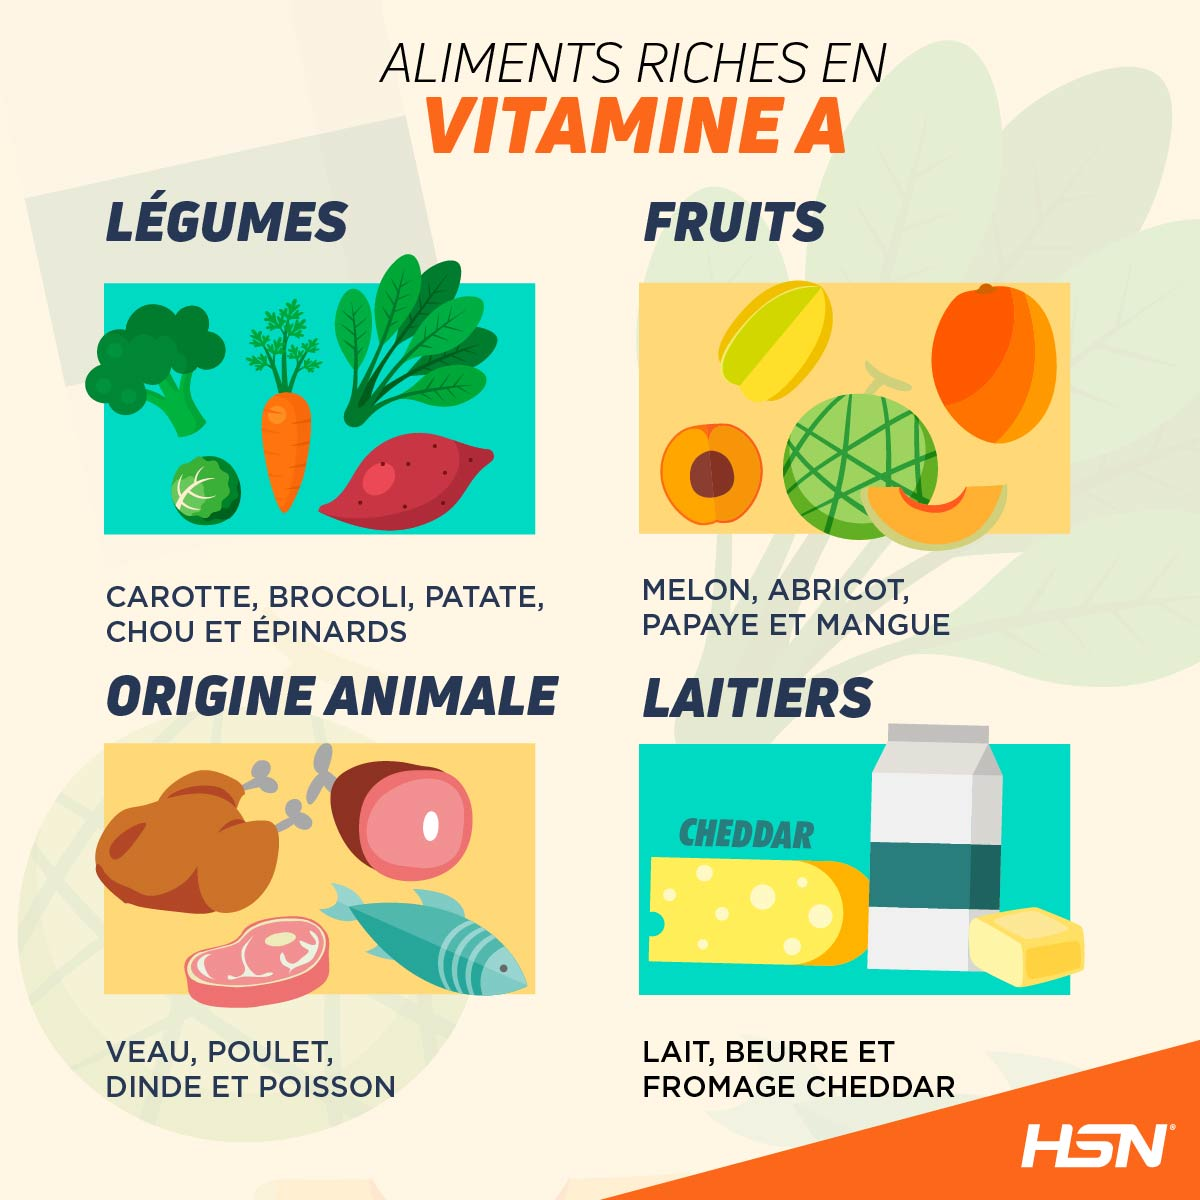 ALIMENTS RICHES EN
VITAMINE A
LÉGUMES
CAROTTE, BROCOLI, PATATE,
CHOU ET ÉPINARDS
FRUITS
MELON, ABRICOT,
PAPAYE ET MANGUE
ORIGINE ANIMALE
VEAU, POULET,
DINDE ET POISSON
LAITIERS
CHEDDAR
LAIT, BEURRE ET
FROMAGE CHEDDAR
HSN®